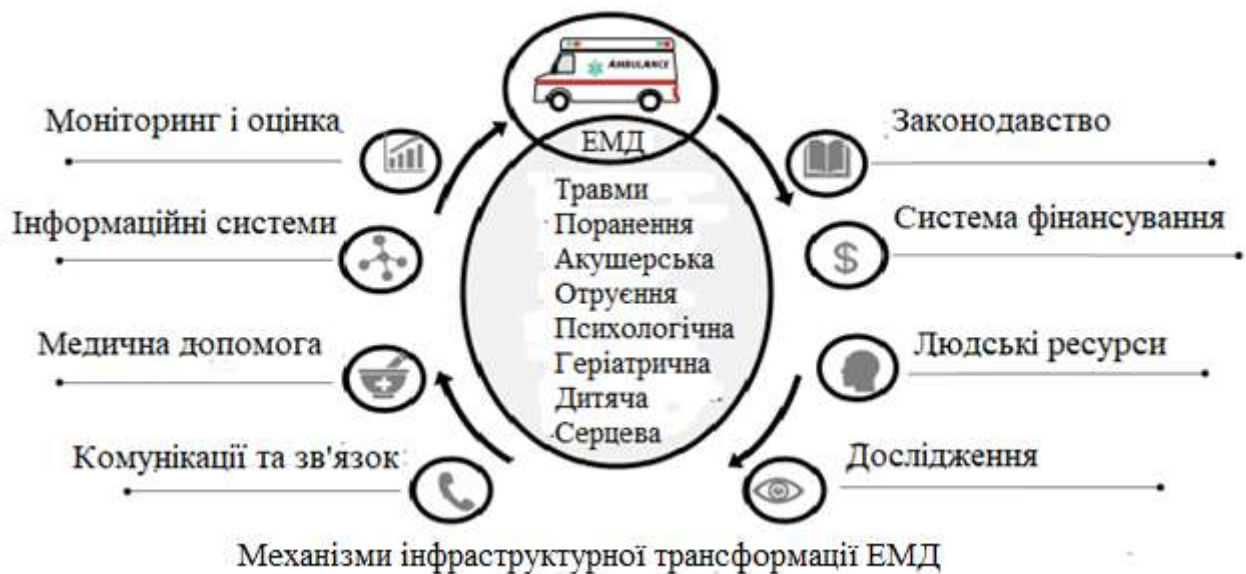 AMBULANCE
ЕМД
Травми
Поранення
Акушерська
Отруєння
Психологічна
Геріатрична
Дитяча
Серцева
Моніторинг і оцінка
Інформаційні системи
Медична допомога
Комунікації та зв'язок
Законодавство
$
Система фінансування
Людські ресурси
Дослідження
Механізми інфраструктурної трансформації ЕМД